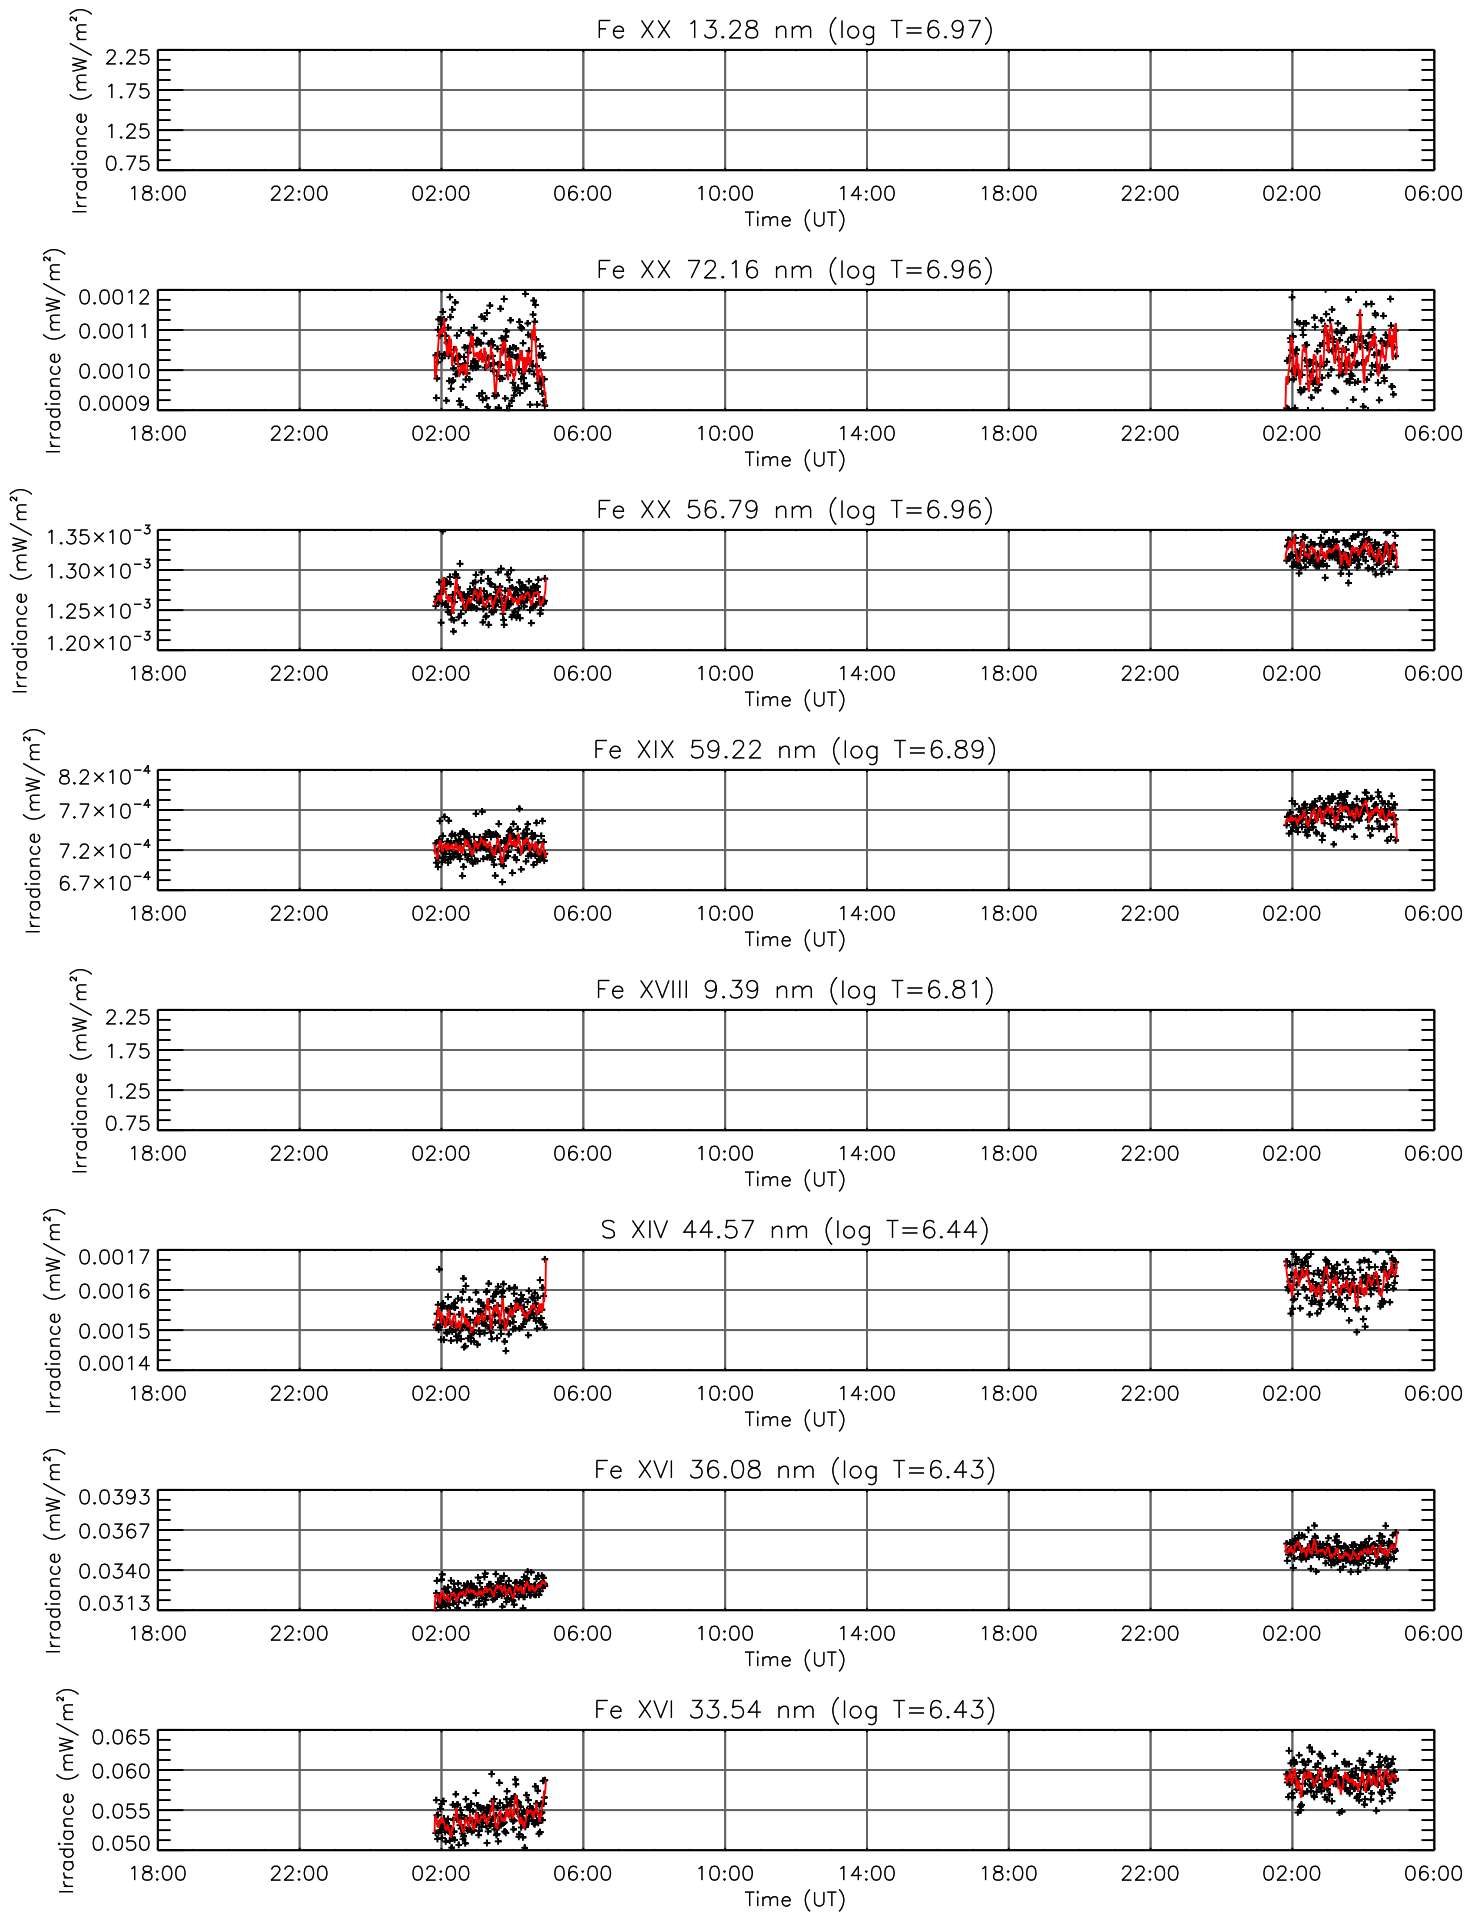 Fe XX 13.28 nm (log T=6.97)
Irradiance (mW/m²)
2.25
1.75
1.25
0.75
18:00 22:00 02:00 06:00 10:00 14:00 18:00 22:00 02:00 06:00
Time (UT)
Fe XX 72.16 nm (log T=6.96)
Irradiance (mW/m²)
0.0012
0.0011
0.0010
0.0009
18:00 22:00 02:00 06:00 10:00 14:00 18:00 22:00 02:00 06:00
Time (UT)
Fe XX 56.79 nm (log T=6.96)
Irradiance (mW/m²)
1.35×10⁻³
1.30×10⁻³
1.25×10⁻³
1.20×10⁻³
18:00 22:00 02:00 06:00 10:00 14:00 18:00 22:00 02:00 06:00
Time (UT)
Fe XIX 59.22 nm (log T=6.89)
Irradiance (mW/m²)
8.2×10⁻⁴
7.7×10⁻⁴
7.2×10⁻⁴
6.7×10⁻⁴
18:00 22:00 02:00 06:00 10:00 14:00 18:00 22:00 02:00 06:00
Time (UT)
Fe XVIII 9.39 nm (log T=6.81)
Irradiance (mW/m²)
2.25
1.75
1.25
0.75
18:00 22:00 02:00 06:00 10:00 14:00 18:00 22:00 02:00 06:00
Time (UT)
S XIV 44.57 nm (log T=6.44)
Irradiance (mW/m²)
0.0017
0.0016
0.0015
0.0014
18:00 22:00 02:00 06:00 10:00 14:00 18:00 22:00 02:00 06:00
Time (UT)
Fe XVI 36.08 nm (log T=6.43)
Irradiance (mW/m²)
0.0393
0.0367
0.0340
0.0313
18:00 22:00 02:00 06:00 10:00 14:00 18:00 22:00 02:00 06:00
Time (UT)
Fe XVI 33.54 nm (log T=6.43)
Irradiance (mW/m²)
0.065
0.060
0.055
0.050
18:00 22:00 02:00 06:00 10:00 14:00 18:00 22:00 02:00 06:00
Time (UT)